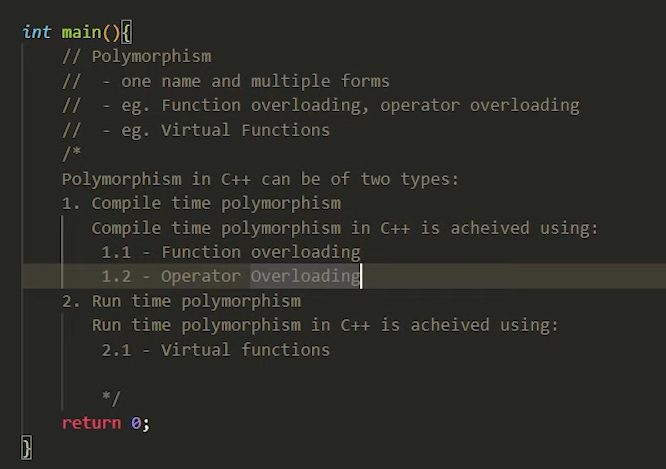 int main(){
// Polymorphism
//  - one name and multiple forms
//  - eg. Function overloading, operator overloading
//  - eg. Virtual Functions
/*
Polymorphism in C++ can be of two types:
1. Compile time polymorphism
Compile time polymorphism in C++ is acheived using:
1.1 - Function overloading
1.2 - Operator Overloading
2. Run time polymorphism
Run time polymorphism in C++ is acheived using:
2.1 - Virtual functions
*/
return 0;
}